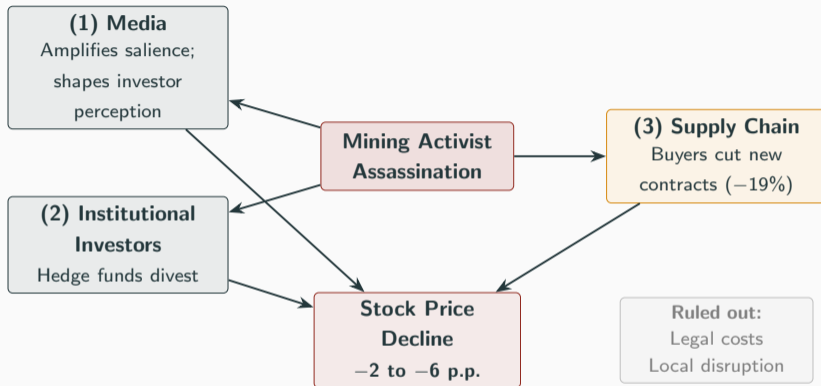 (1) Media
Amplifies salience;
shapes investor
perception
Mining Activist
Assassination
(3) Supply Chain
Buyers cut new
contracts (−19%)
(2) Institutional
Investors
Hedge funds divest
Stock Price
Decline
−2 to −6 p.p.
Ruled out:
Legal costs
Local disruption